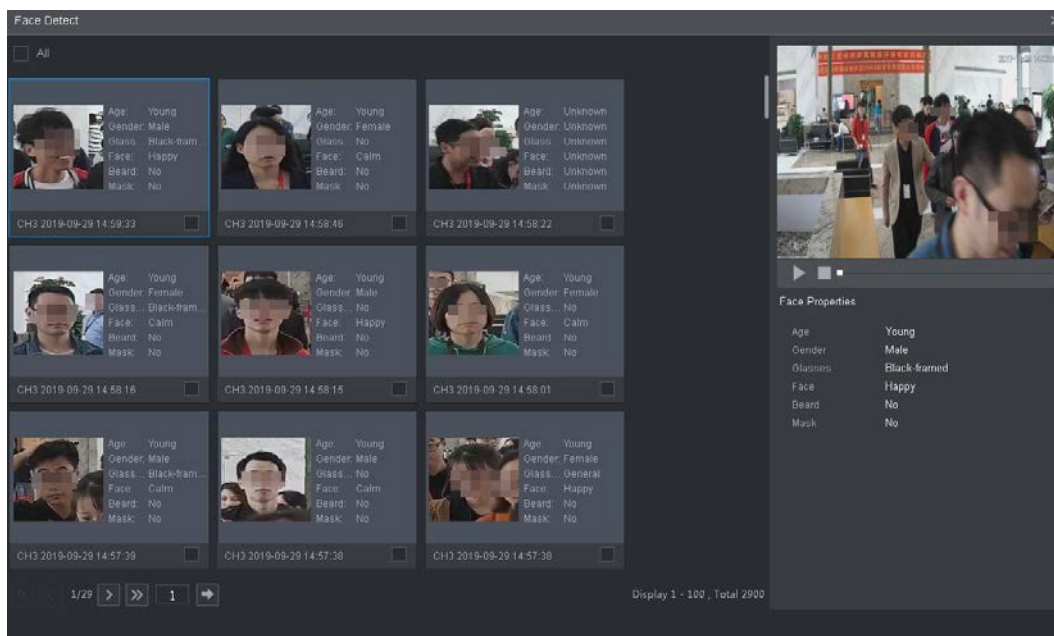 Face Detect
All
Age: Young
Gender: Male
Glass... Black-fram...
Face: Happy
Beard: No
Mask: No
CH3 2019-09-29 14:59:33
Age: Young
Gender: Female
Glass... No
Face: Calm
Beard: No
Mask: No
CH3 2019-09-29 14:58:46
Age: Unknown
Gender: Unknown
Glass... Unknown
Face: Unknown
Beard: Unknown
Mask: Unknown
CH3 2019-09-29 14:58:22
Age: Young
Gender: Female
Glass... Black-fram...
Face: Calm
Beard: No
Mask: No
CH3 2019-09-29 14:58:16
Age: Young
Gender: Male
Glass... No
Face: Happy
Beard: No
Mask: No
CH3 2019-09-29 14:58:15
Age: Young
Gender: Female
Glass... No
Face: Calm
Beard: No
Mask: No
CH3 2019-09-29 14:58:01
Age: Young
Gender: Male
Glass... Black-fram...
Face: Calm
Beard: No
Mask: No
CH3 2019-09-29 14:57:39
Age: Young
Gender: Male
Glass... No
Face: Calm
Beard: No
Mask: No
CH3 2019-09-29 14:57:38
Age: Young
Gender: Female
Glass... General
Face: Happy
Beard: No
Mask: No
CH3 2019-09-29 14:57:38
1/29
1
Display 1 - 100 , Total 2900
Face Properties
Age Young
Gender Male
Glasses Black-framed
Face Happy
Beard No
Mask No